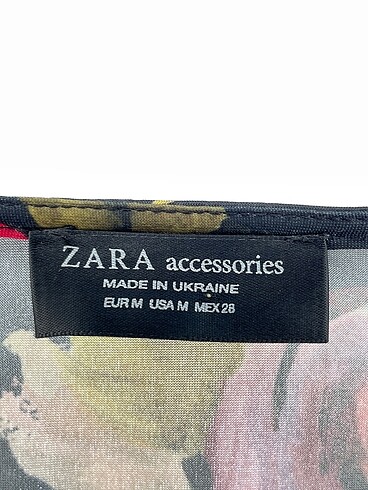 ZARA accessories
MADE IN UKRAINE
EUR M USA M MEX 28